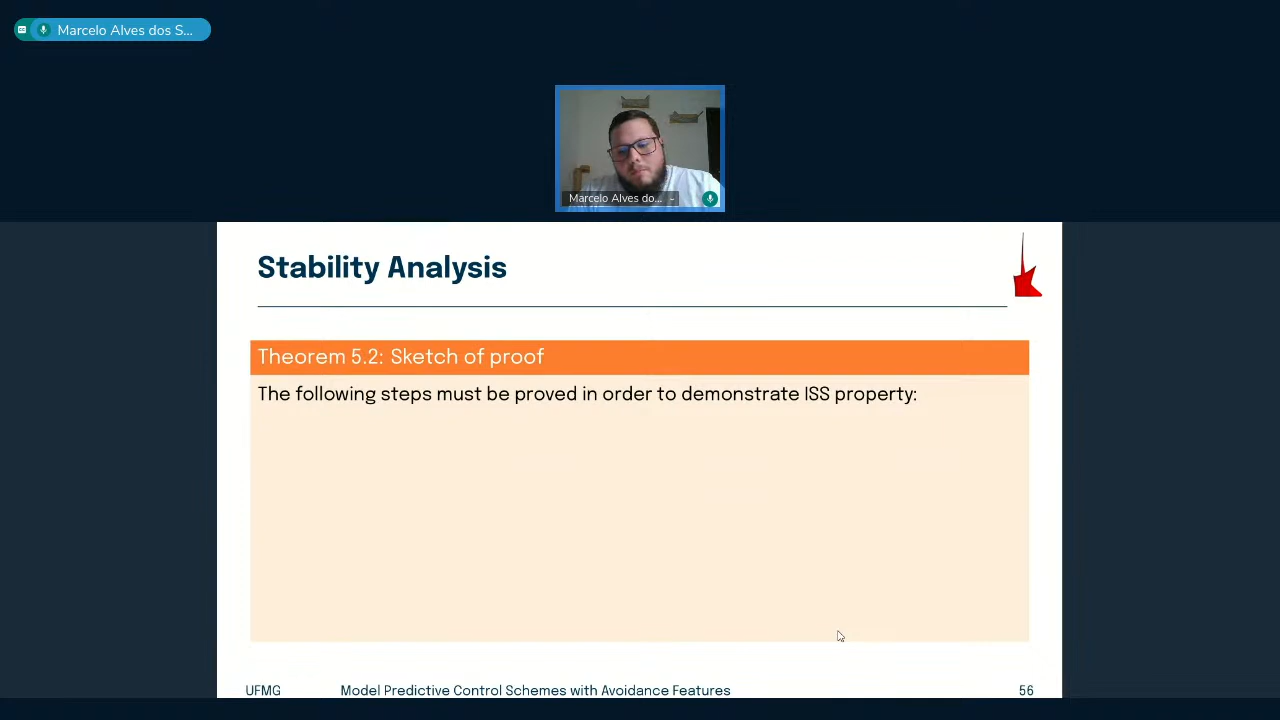 Marcelo Alves dos S...
Marcelo Alves do...
Stability Analysis
Theorem 5.2: Sketch of proof
The following steps must be proved in order to demonstrate ISS property:
UFMG
Model Predictive Control Schemes with Avoidance Features
56